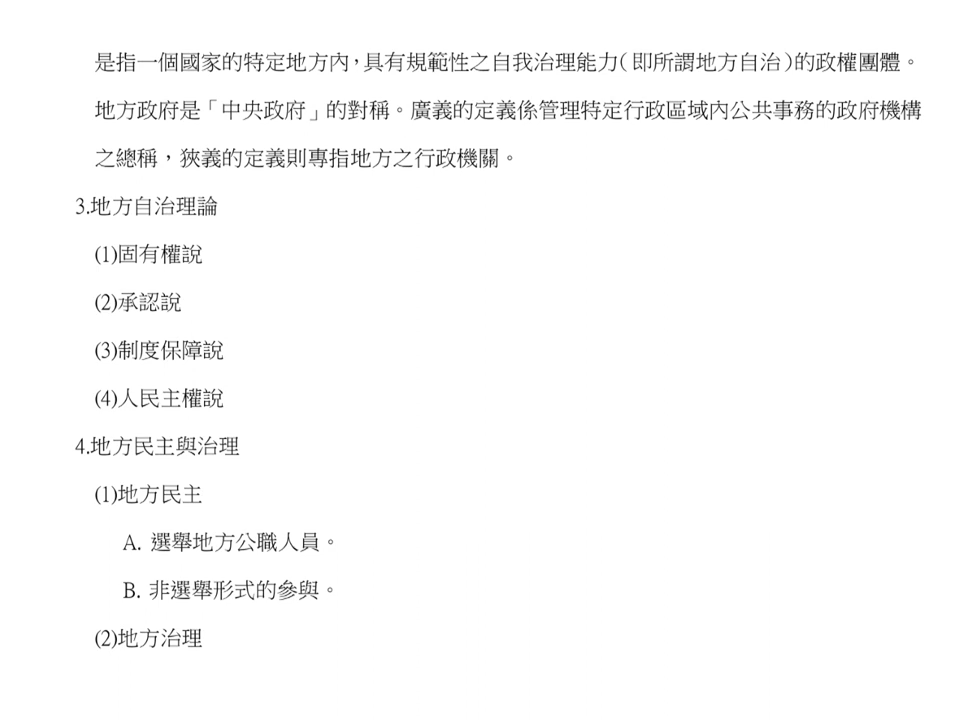 是指一個國家的特定地方內，具有規範性之自我治理能力（即所謂地方自治）的政權團體。
地方政府是「中央政府」的對稱。廣義的定義係管理特定行政區域內公共事務的政府機構
之總稱，狹義的定義則專指地方之行政機關。
3.地方自治理論
(1)固有權說
(2)承認說
(3)制度保障說
(4)人民主權說
4.地方民主與治理
(1)地方民主
A. 選舉地方公職人員。
B. 非選舉形式的參與。
(2)地方治理